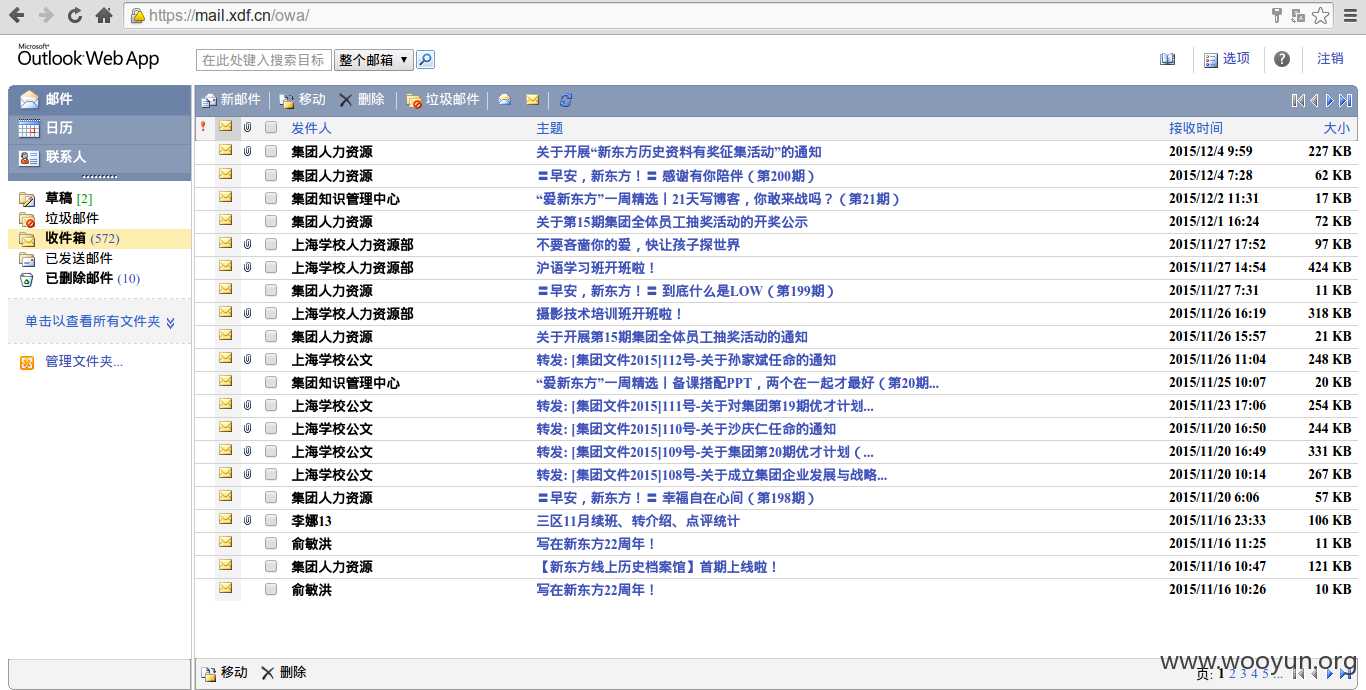 https://mail.xdf.cn/owa/
Microsoft®
Outlook Web App
在此处键入搜索目标 整个邮箱 选项 注销
邮件
日历
联系人
草稿 [2]
垃圾邮件
收件箱 (572)
已发送邮件
已删除邮件 (10)
单击以查看所有文件夹
管理文件夹...
新邮件 移动 删除 垃圾邮件
发件人 主题 接收时间 大小
集团人力资源 关于开展“新东方历史资料有奖征集活动”的通知 2015/12/4 9:59 227 KB
集团人力资源 〓早安，新东方！〓 感谢有你陪伴（第200期） 2015/12/4 7:28 62 KB
集团知识管理中心 “爱新东方”一周精选丨21天写博客，你敢来战吗？（第21期） 2015/12/2 11:31 17 KB
集团人力资源 关于第15期集团全体员工抽奖活动的开奖公示 2015/12/1 16:24 72 KB
上海学校人力资源部 不要吝啬你的爱，快让孩子探世界 2015/11/27 17:52 97 KB
上海学校人力资源部 沪语学习班开班啦！ 2015/11/27 14:54 424 KB
集团人力资源 〓早安，新东方！〓 到底什么是LOW（第199期） 2015/11/27 7:31 11 KB
上海学校人力资源部 摄影技术培训班开班啦！ 2015/11/26 16:19 318 KB
集团人力资源 关于开展第15期集团全体员工抽奖活动的通知 2015/11/26 15:57 21 KB
上海学校公文 转发: [集团文件2015]112号-关于孙家斌任命的通知 2015/11/26 11:04 248 KB
集团知识管理中心 “爱新东方”一周精选丨备课搭配PPT，两个在一起才最好（第20期... 2015/11/25 10:07 20 KB
上海学校公文 转发: [集团文件2015]111号-关于对集团第19期优才计划... 2015/11/23 17:06 254 KB
上海学校公文 转发: [集团文件2015]110号-关于沙庆仁任命的通知 2015/11/20 16:50 244 KB
上海学校公文 转发: [集团文件2015]109号-关于集团第20期优才计划（... 2015/11/20 16:49 331 KB
上海学校公文 转发: [集团文件2015]108号-关于成立集团企业发展与战略... 2015/11/20 10:14 267 KB
集团人力资源 〓早安，新东方！〓 幸福自在心间（第198期） 2015/11/20 6:06 57 KB
李娜13 三区11月续班、转介绍、点评统计 2015/11/16 23:33 106 KB
俞敏洪 写在新东方22周年！ 2015/11/16 11:25 11 KB
集团人力资源 【新东方线上历史档案馆】首期上线啦！ 2015/11/16 10:47 121 KB
俞敏洪 写在新东方22周年！ 2015/11/16 10:26 10 KB
移动 删除 页: 1 2 3 4 5 ...
www.wooyun.org